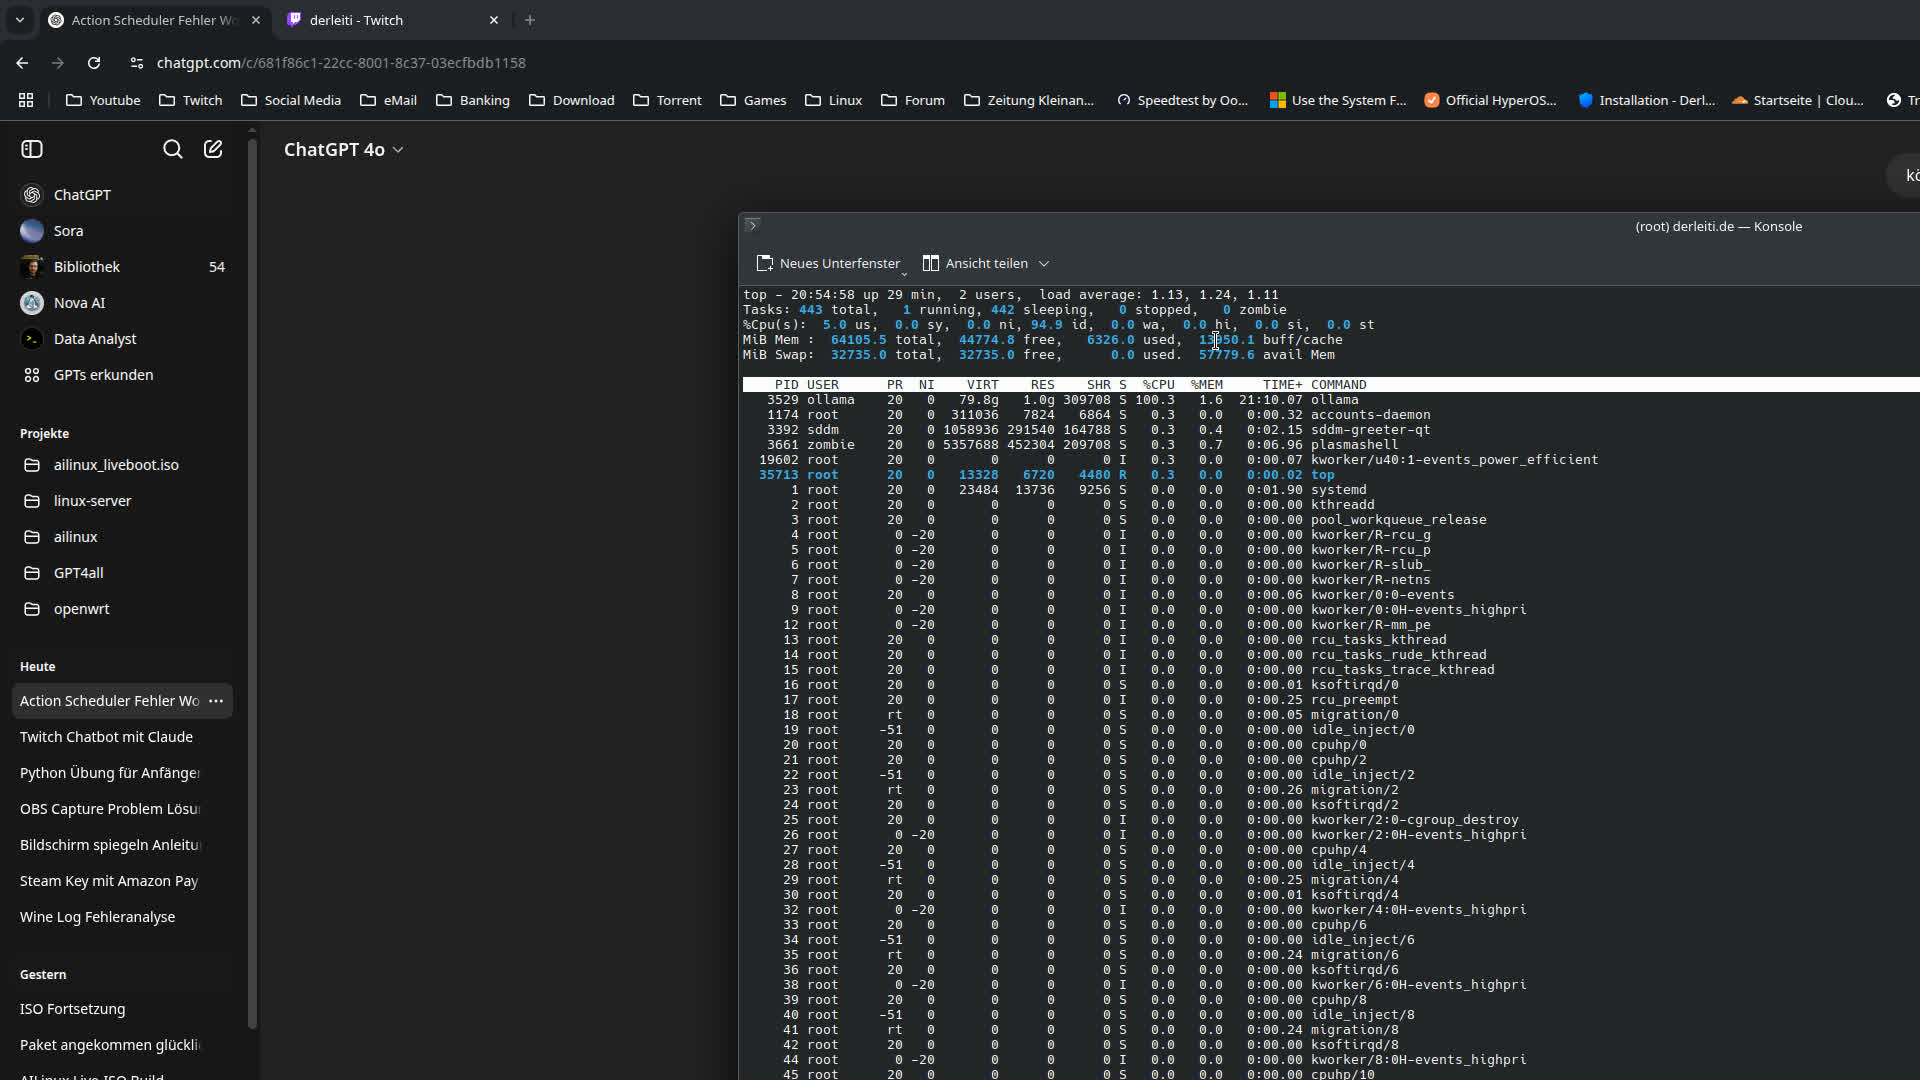 Action Scheduler Fehler Wo
derleiti - Twitch
chatgpt.com/c/681f86c1-22cc-8001-8c37-03ecfbdb1158
Youtube
Twitch
Social Media
eMail
Banking
Download
Torrent
Games
Linux
Forum
Zeitung Kleinan...
Speedtest by Oo...
Use the System F...
Official HyperOS...
Installation - Derl...
Startseite | Clou...
Tr
ChatGPT
Sora
Bibliothek 54
Nova AI
Data Analyst
GPTs erkunden
Projekte
ailinux_liveboot.iso
linux-server
ailinux
GPT4all
openwrt
Heute
Action Scheduler Fehler Wo
Twitch Chatbot mit Claude
Python Übung für Anfänger
OBS Capture Problem Lösu
Bildschirm spiegeln Anleitu
Steam Key mit Amazon Pay
Wine Log Fehleranalyse
Gestern
ISO Fortsetzung
Paket angekommen glückli
AILinux Live ISO Build
ChatGPT 4o
kö
(root) derleiti.de — Konsole
Neues Unterfenster
Ansicht teilen
top - 20:54:58 up 29 min, 2 users, load average: 1.13, 1.24, 1.11
Tasks: 443 total, 1 running, 442 sleeping, 0 stopped, 0 zombie
%Cpu(s): 5.0 us, 0.0 sy, 0.0 ni, 94.9 id, 0.0 wa, 0.0 hi, 0.0 si, 0.0 st
MiB Mem : 64105.5 total, 44774.8 free, 6326.0 used, 13950.1 buff/cache
MiB Swap: 32735.0 total, 32735.0 free, 0.0 used. 57779.6 avail Mem
PID USER PR NI VIRT RES SHR S %CPU %MEM TIME+ COMMAND
3529 ollama 20 0 79.8g 1.0g 309708 S 100.3 1.6 21:10.07 ollama
1174 root 20 0 311036 7824 6864 S 0.3 0.0 0:00.32 accounts-daemon
3392 sddm 20 0 1058936 291540 164788 S 0.3 0.4 0:02.15 sddm-greeter-qt
3661 zombie 20 0 5357688 452304 209708 S 0.3 0.7 0:06.96 plasmashell
19602 root 20 0 0 0 0 I 0.3 0.0 0:00.07 kworker/u40:1-events_power_efficient
35713 root 20 0 13328 6720 4480 R 0.3 0.0 0:00.02 top
1 root 20 0 23484 13736 9256 S 0.0 0.0 0:01.90 systemd
2 root 20 0 0 0 0 S 0.0 0.0 0:00.00 kthreadd
3 root 20 0 0 0 0 S 0.0 0.0 0:00.00 pool_workqueue_release
4 root 0 -20 0 0 0 I 0.0 0.0 0:00.00 kworker/R-rcu_g
5 root 0 -20 0 0 0 I 0.0 0.0 0:00.00 kworker/R-rcu_p
6 root 0 -20 0 0 0 I 0.0 0.0 0:00.00 kworker/R-slub_
7 root 0 -20 0 0 0 I 0.0 0.0 0:00.00 kworker/R-netns
8 root 20 0 0 0 0 I 0.0 0.0 0:00.06 kworker/0:0-events
9 root 0 -20 0 0 0 I 0.0 0.0 0:00.00 kworker/0:0H-events_highpri
12 root 0 -20 0 0 0 I 0.0 0.0 0:00.00 kworker/R-mm_pe
13 root 20 0 0 0 0 I 0.0 0.0 0:00.00 rcu_tasks_kthread
14 root 20 0 0 0 0 I 0.0 0.0 0:00.00 rcu_tasks_rude_kthread
15 root 20 0 0 0 0 I 0.0 0.0 0:00.00 rcu_tasks_trace_kthread
16 root 20 0 0 0 0 S 0.0 0.0 0:00.01 ksoftirqd/0
17 root 20 0 0 0 0 I 0.0 0.0 0:00.25 rcu_preempt
18 root rt 0 0 0 0 S 0.0 0.0 0:00.05 migration/0
19 root -51 0 0 0 0 S 0.0 0.0 0:00.00 idle_inject/0
20 root 20 0 0 0 0 S 0.0 0.0 0:00.00 cpuhp/0
21 root 20 0 0 0 0 S 0.0 0.0 0:00.00 cpuhp/2
22 root -51 0 0 0 0 S 0.0 0.0 0:00.00 idle_inject/2
23 root rt 0 0 0 0 S 0.0 0.0 0:00.26 migration/2
24 root 20 0 0 0 0 S 0.0 0.0 0:00.00 ksoftirqd/2
25 root 20 0 0 0 0 I 0.0 0.0 0:00.00 kworker/2:0-cgroup_destroy
26 root 0 -20 0 0 0 I 0.0 0.0 0:00.00 kworker/2:0H-events_highpri
27 root 20 0 0 0 0 S 0.0 0.0 0:00.00 cpuhp/4
28 root -51 0 0 0 0 S 0.0 0.0 0:00.00 idle_inject/4
29 root rt 0 0 0 0 S 0.0 0.0 0:00.25 migration/4
30 root 20 0 0 0 0 S 0.0 0.0 0:00.01 ksoftirqd/4
32 root 0 -20 0 0 0 I 0.0 0.0 0:00.00 kworker/4:0H-events_highpri
33 root 20 0 0 0 0 S 0.0 0.0 0:00.00 cpuhp/6
34 root -51 0 0 0 0 S 0.0 0.0 0:00.00 idle_inject/6
35 root rt 0 0 0 0 S 0.0 0.0 0:00.24 migration/6
36 root 20 0 0 0 0 S 0.0 0.0 0:00.00 ksoftirqd/6
38 root 0 -20 0 0 0 I 0.0 0.0 0:00.00 kworker/6:0H-events_highpri
39 root 20 0 0 0 0 S 0.0 0.0 0:00.00 cpuhp/8
40 root -51 0 0 0 0 S 0.0 0.0 0:00.00 idle_inject/8
41 root rt 0 0 0 0 S 0.0 0.0 0:00.24 migration/8
42 root 20 0 0 0 0 S 0.0 0.0 0:00.00 ksoftirqd/8
44 root 0 -20 0 0 0 I 0.0 0.0 0:00.00 kworker/8:0H-events_highpri
45 root 20 0 0 0 0 S 0.0 0.0 0:00.00 cpuhp/10